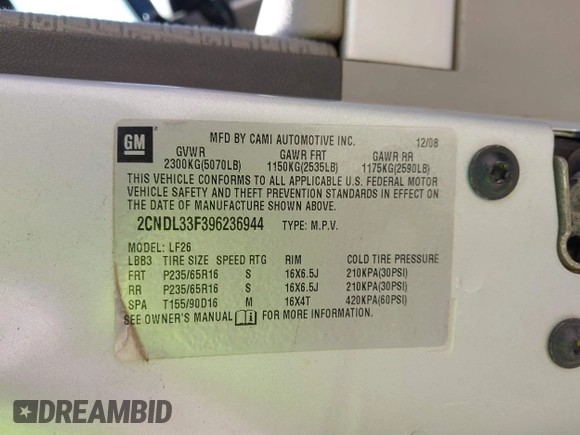 GM
MFD BY CAMI AUTOMOTIVE INC. 12/08
GVWR GAWR FRT GAWR RR
2300KG(5070LB) 1150KG(2535LB) 1175KG(2590LB)
THIS VEHICLE CONFORMS TO ALL APPLICABLE U.S. FEDERAL MOTOR
VEHICLE SAFETY AND THEFT PREVENTION STANDARDS IN EFFECT ON
THE DATE OF MANUFACTURE SHOWN ABOVE.
2CNDL33F396236944 TYPE: M.P.V.
MODEL: LF26
LBB3 TIRE SIZE SPEED RTG RIM COLD TIRE PRESSURE
FRT P235/65R16 S 16X6.5J 210KPA(30PSI)
RR P235/65R16 S 16X6.5J 210KPA(30PSI)
SPA T155/90D16 M 16X4T 420KPA(60PSI)
SEE OWNER'S MANUAL FOR MORE INFORMATION.
DREAMBID